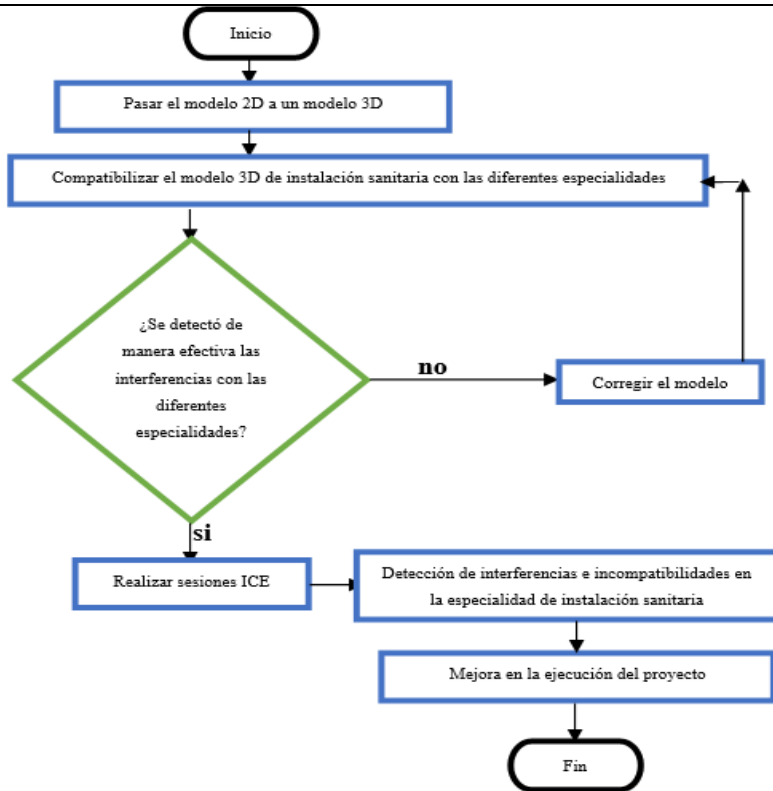 Inicio
Pasar el modelo 2D a un modelo 3D
Compatibilizar el modelo 3D de instalación sanitaria con las diferentes especialidades
¿Se detectó de
manera efectiva las
interferencias con las
diferentes
especialidades?
no
Corregir el modelo
si
Realizar sesiones ICE
Detección de interferencias e incompatibilidades en
la especialidad de instalación sanitaria
Mejora en la ejecución del proyecto
Fin